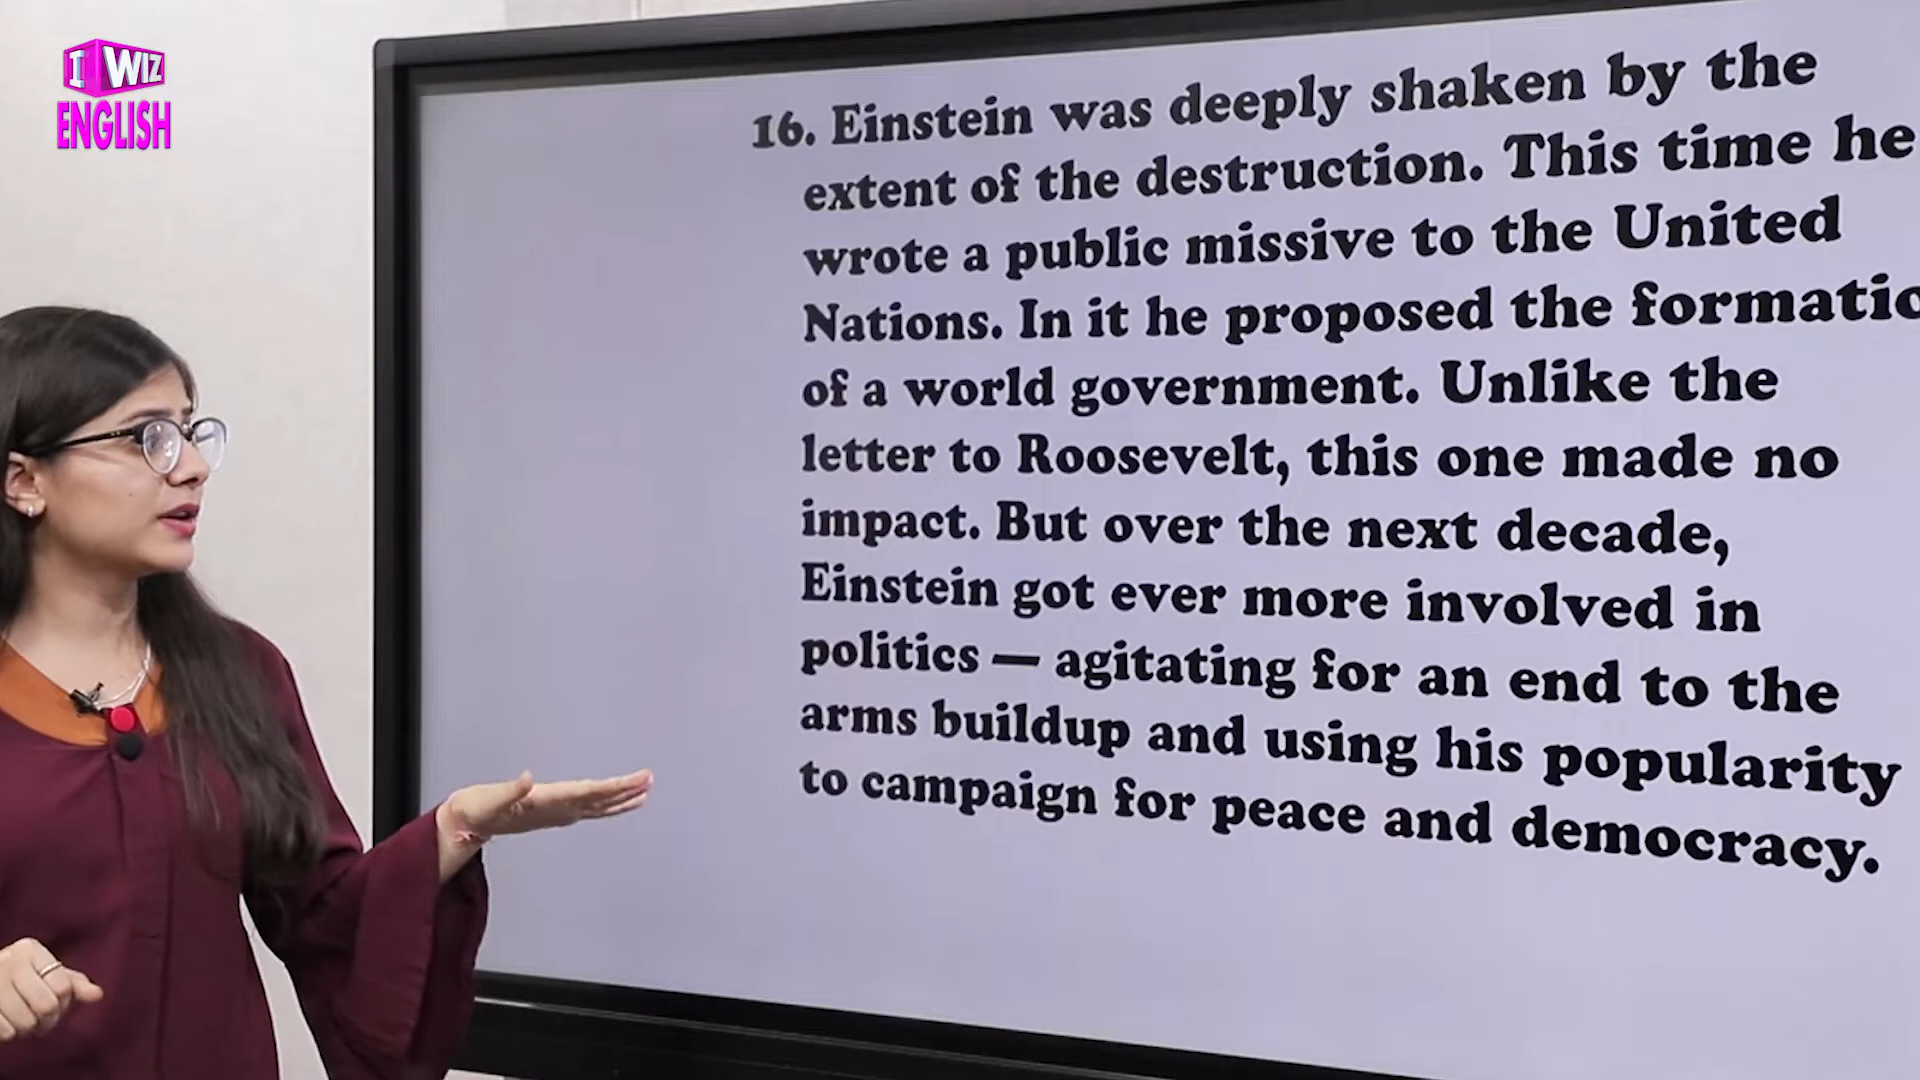 I WIZ
ENGLISH
16. Einstein was deeply shaken by the
extent of the destruction. This time he
wrote a public missive to the United
Nations. In it he proposed the formatio
of a world government. Unlike the
letter to Roosevelt, this one made no
impact. But over the next decade,
Einstein got ever more involved in
politics — agitating for an end to the
arms buildup and using his popularity
to campaign for peace and democracy.